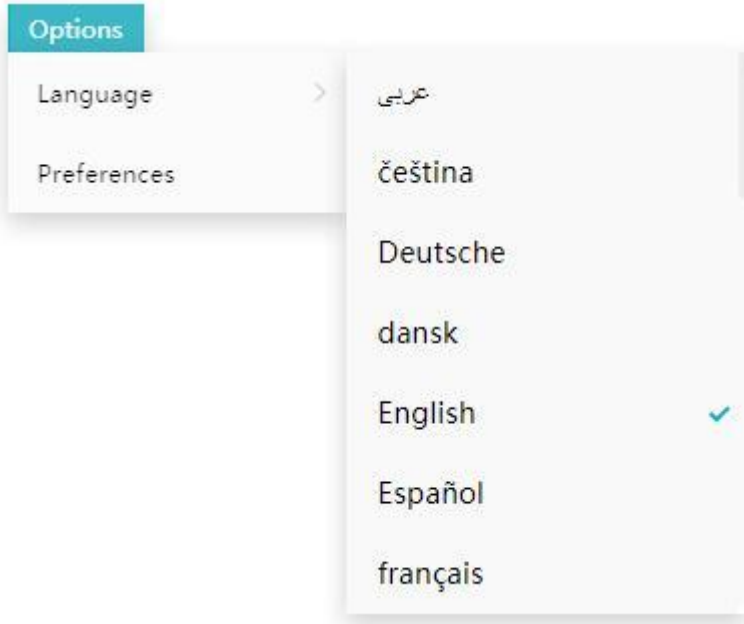 Options
Language
Preferences
عربى
čeština
Deutsche
dansk
English
Español
français